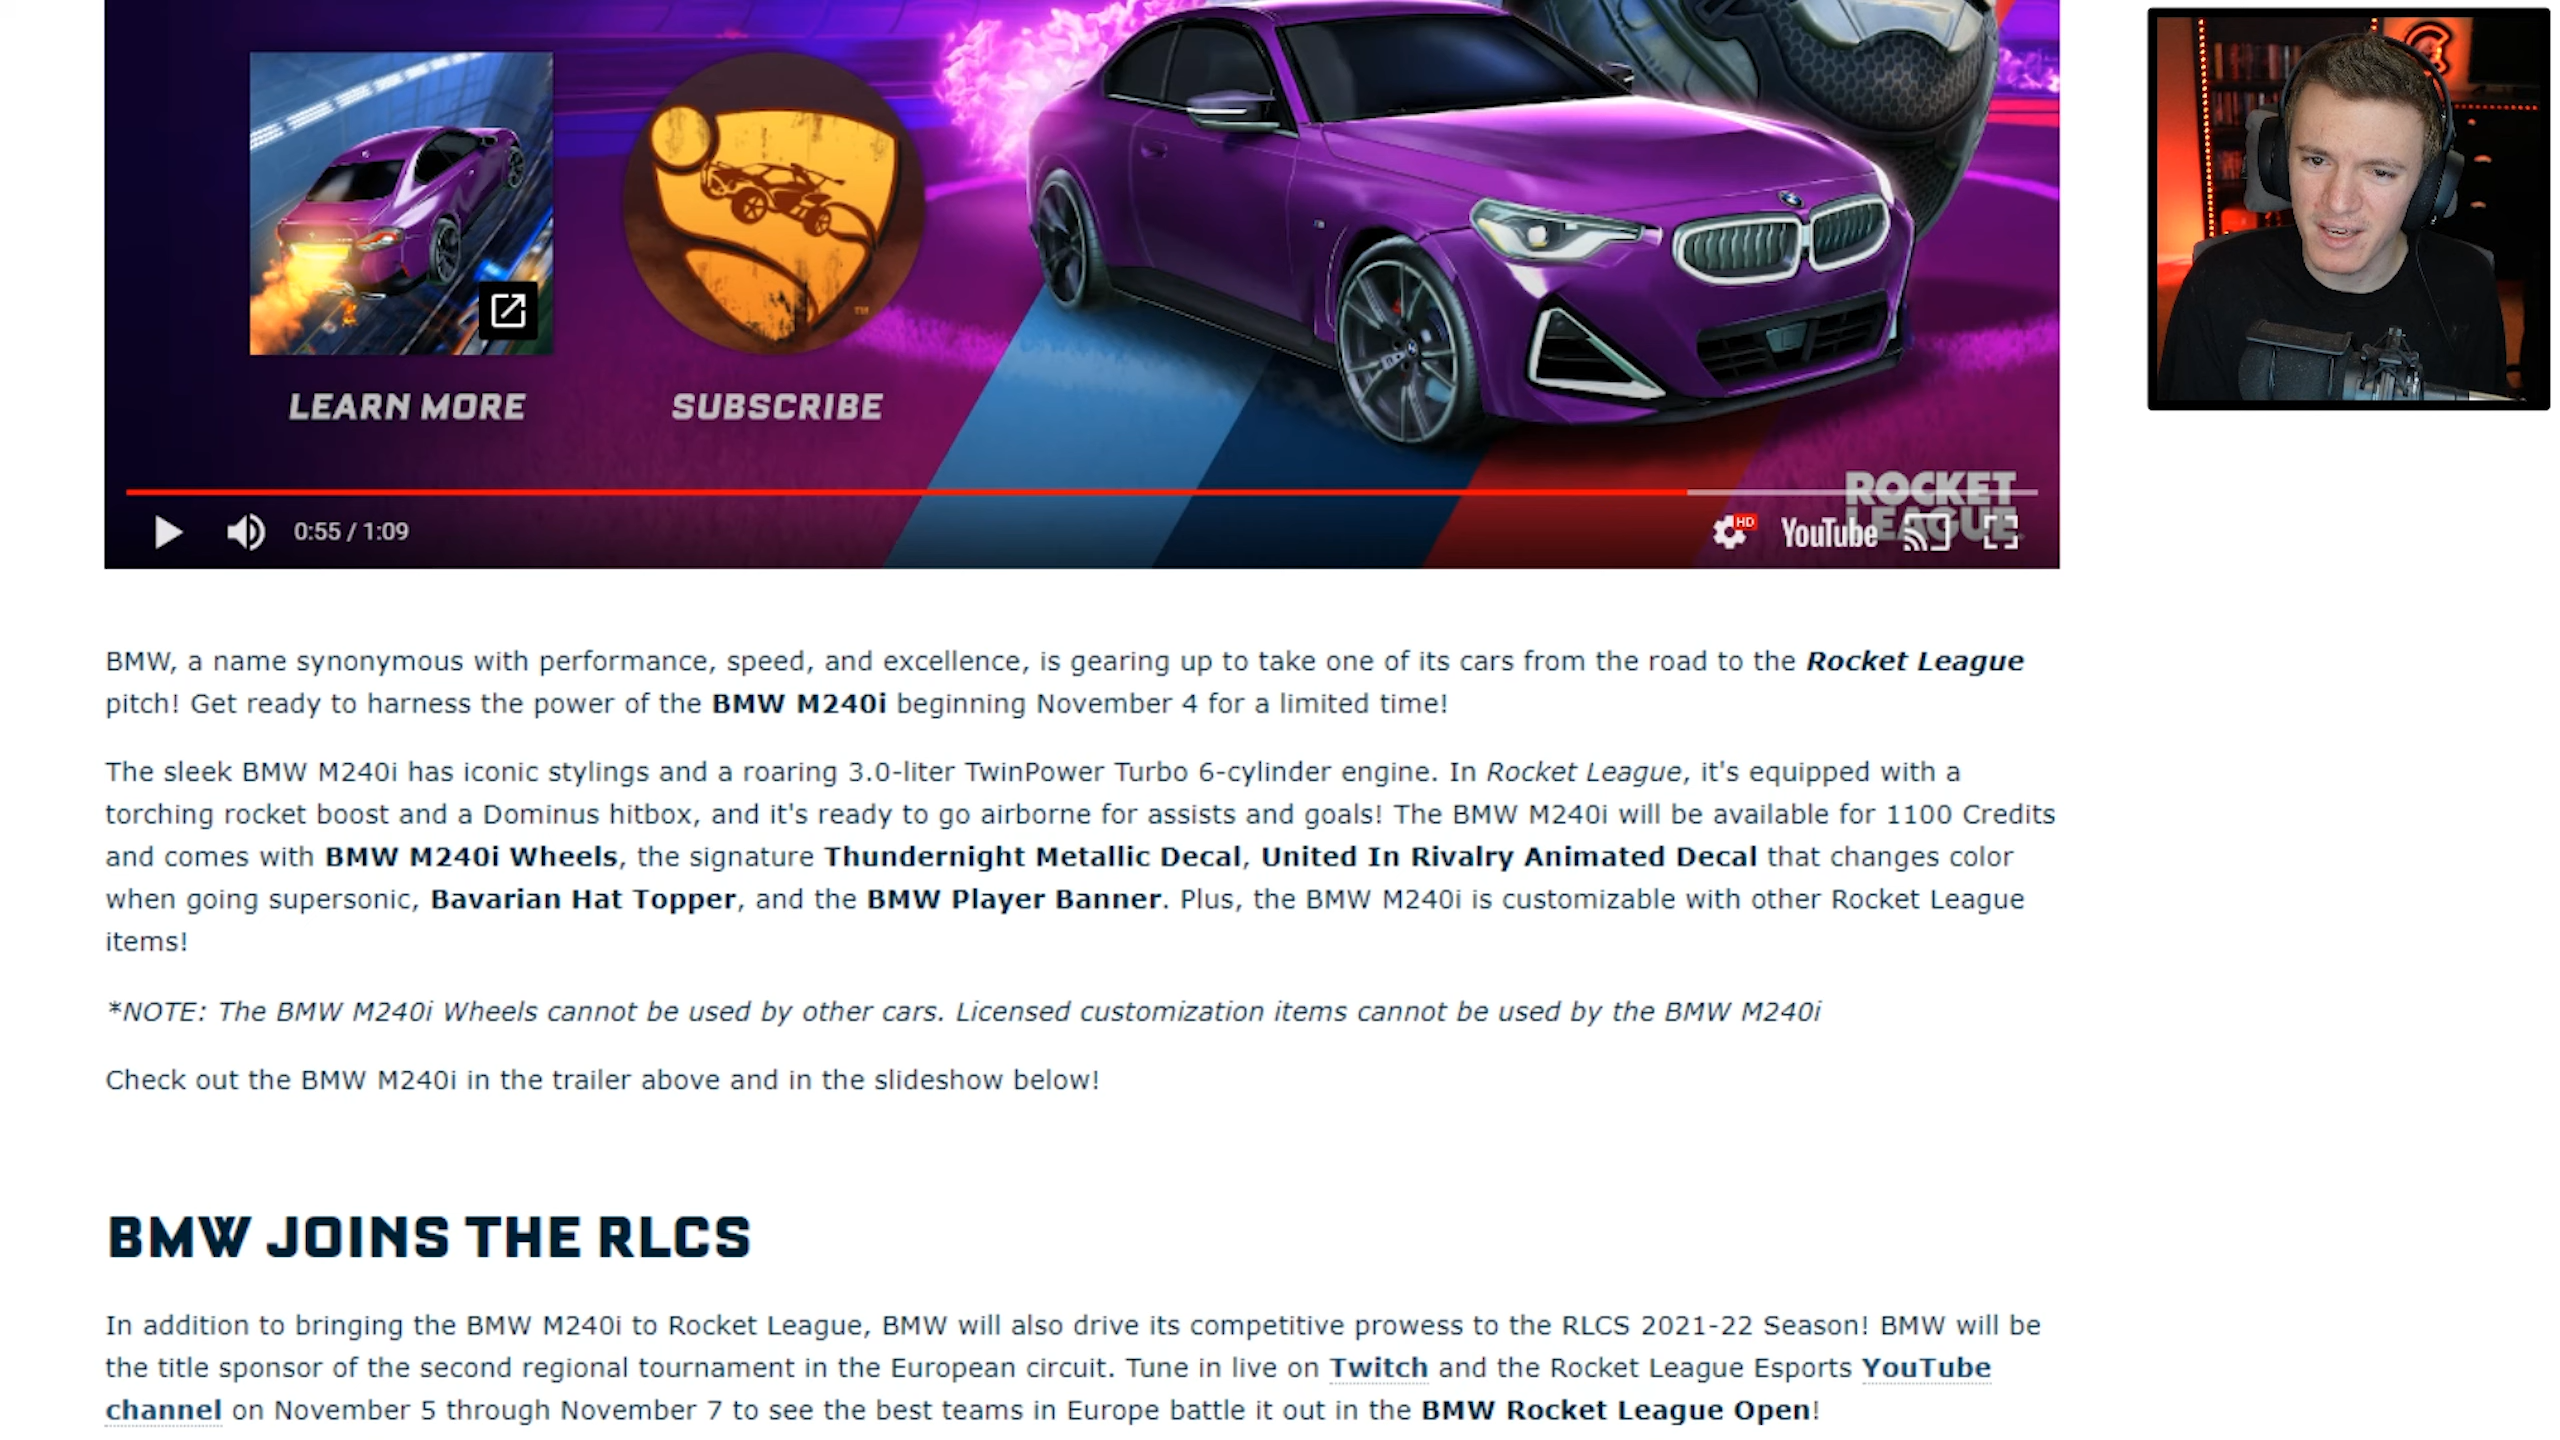 LEARN MORE
SUBSCRIBE
TM
ROCKET
LEAGUE
0:55 / 1:09
HD
YouTube
BMW, a name synonymous with performance, speed, and excellence, is gearing up to take one of its cars from the road to the Rocket League
pitch! Get ready to harness the power of the BMW M240i beginning November 4 for a limited time!
The sleek BMW M240i has iconic stylings and a roaring 3.0-liter TwinPower Turbo 6-cylinder engine. In Rocket League, it's equipped with a
torching rocket boost and a Dominus hitbox, and it's ready to go airborne for assists and goals! The BMW M240i will be available for 1100 Credits
and comes with BMW M240i Wheels, the signature Thundernight Metallic Decal, United In Rivalry Animated Decal that changes color
when going supersonic, Bavarian Hat Topper, and the BMW Player Banner. Plus, the BMW M240i is customizable with other Rocket League
items!
*NOTE: The BMW M240i Wheels cannot be used by other cars. Licensed customization items cannot be used by the BMW M240i
Check out the BMW M240i in the trailer above and in the slideshow below!
BMW JOINS THE RLCS
In addition to bringing the BMW M240i to Rocket League, BMW will also drive its competitive prowess to the RLCS 2021-22 Season! BMW will be
the title sponsor of the second regional tournament in the European circuit. Tune in live on Twitch and the Rocket League Esports YouTube
channel on November 5 through November 7 to see the best teams in Europe battle it out in the BMW Rocket League Open!